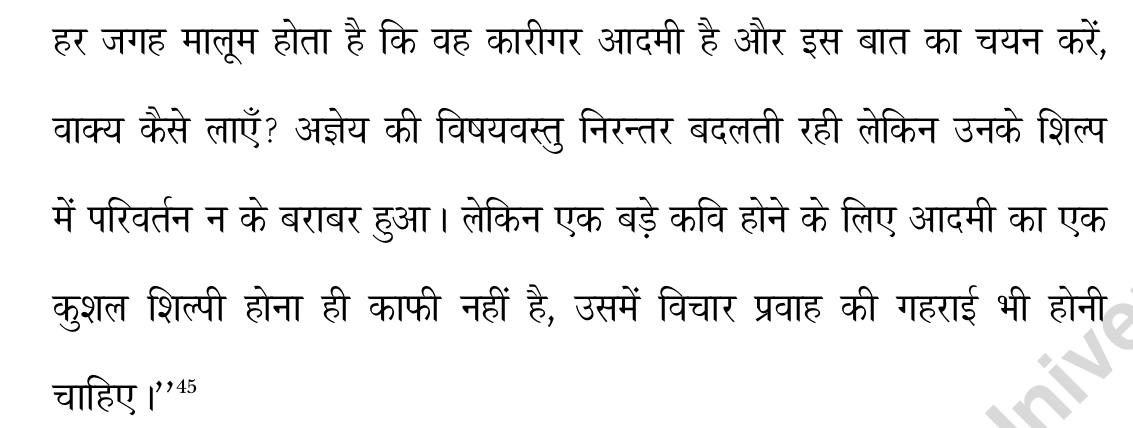 हर जगह मालूम होता है कि वह कारीगर आदमी है और इस बात का चयन करें,
वाक्य कैसे लाएँ? अज्ञेय की विषयवस्तु निरन्तर बदलती रही लेकिन उनके शिल्प
में परिवर्तन न के बराबर हुआ। लेकिन एक बड़े कवि होने के लिए आदमी का एक
कुशल शिल्पी होना ही काफी नहीं है, उसमें विचार प्रवाह की गहराई भी होनी
चाहिए।’’45